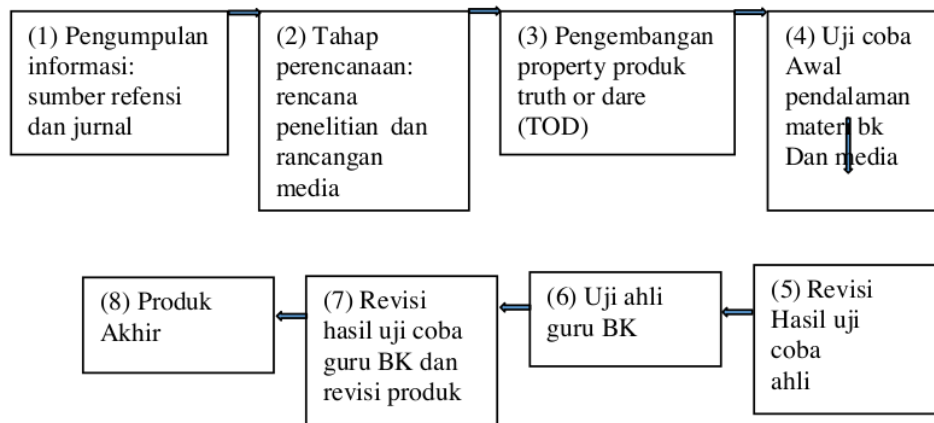 (1) Pengumpulan
informasi:
sumber refensi
dan jurnal
(2) Tahap
perencanaan:
rencana
penelitian dan
rancangan
media
(3) Pengembangan
property produk
truth or dare
(TOD)
(4) Uji coba
Awal
pendalaman
materi bk
Dan media
(5) Revisi
Hasil uji
coba
ahli
(6) Uji ahli
guru BK
(7) Revisi
hasil uji coba
guru BK dan
revisi produk
(8) Produk
Akhir